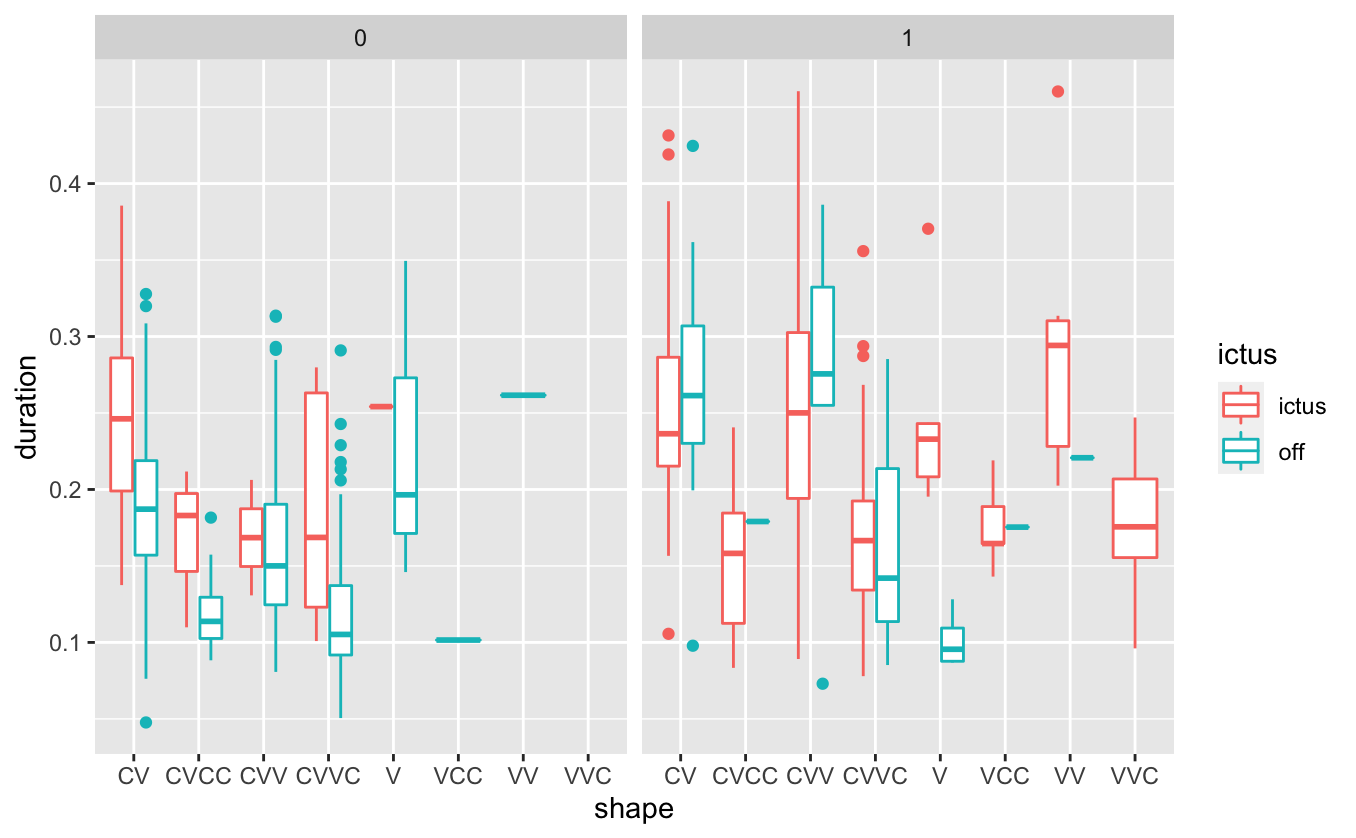 0 1
0.4
0.3
0.2
0.1
duration
CV CVCC CVV CVVC V VCC VV VVC CV CVCC CVV CVVC V VCC VV VVC
shape
ictus
ictus
off